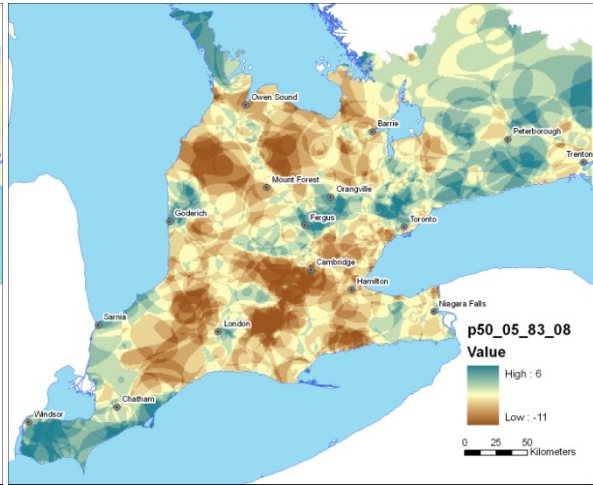 Owen Sound
Barrie
Peterborough
Trenton
Mount Forest
Orangville
Goderich
Fergus
Toronto
Cambridge
Hamilton
Niagara Falls
Sarnia
London
Chatham
Windsor
p50_05_83_08
Value
High : 6
Low : -11
0 25 50
Kilometers